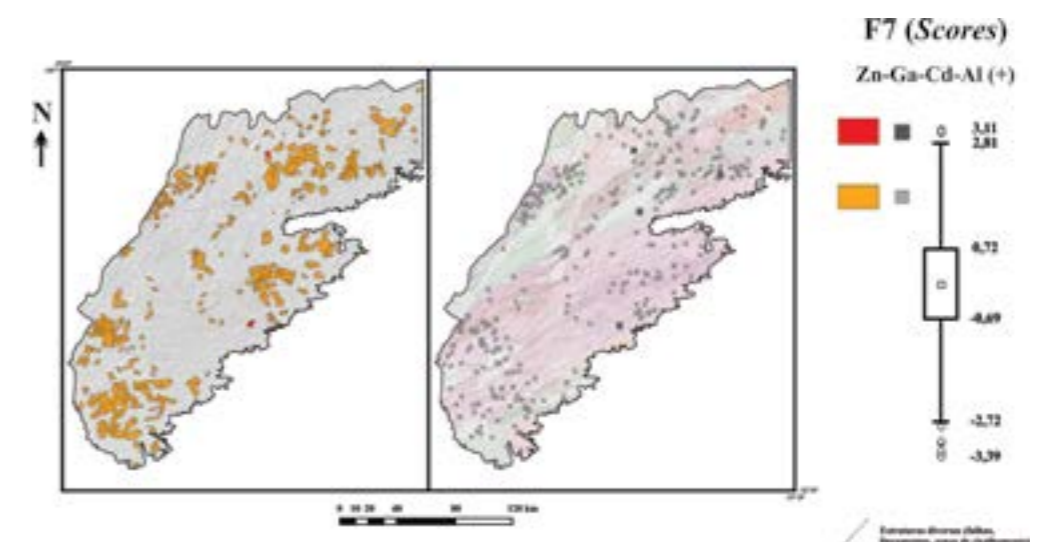 F7 (Scores)
Zn-Ga-Cd-Al (+)
N
3,11
2,81
0,72
-0,69
-2,72
-3,39
0 10 20 40 80 120 km
Estruturas diversas